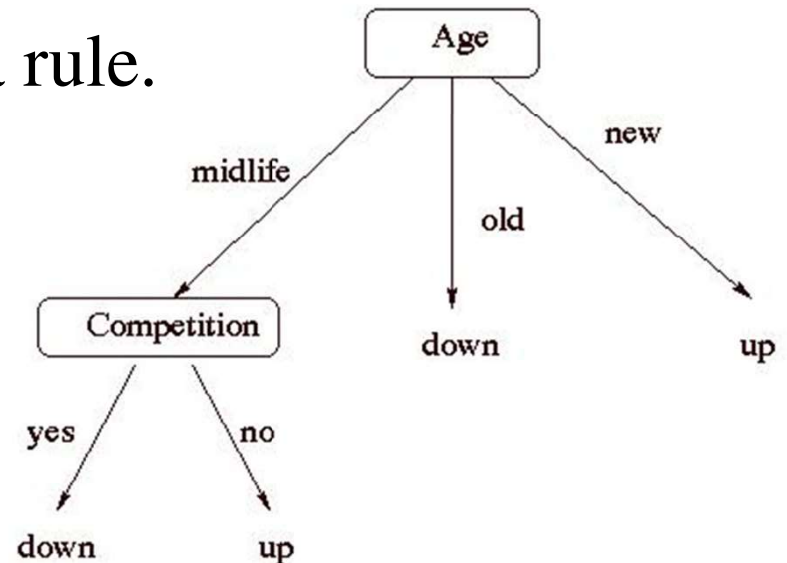 rule.
Age
midlife
old
new
Competition
down
up
yes
no
down
up